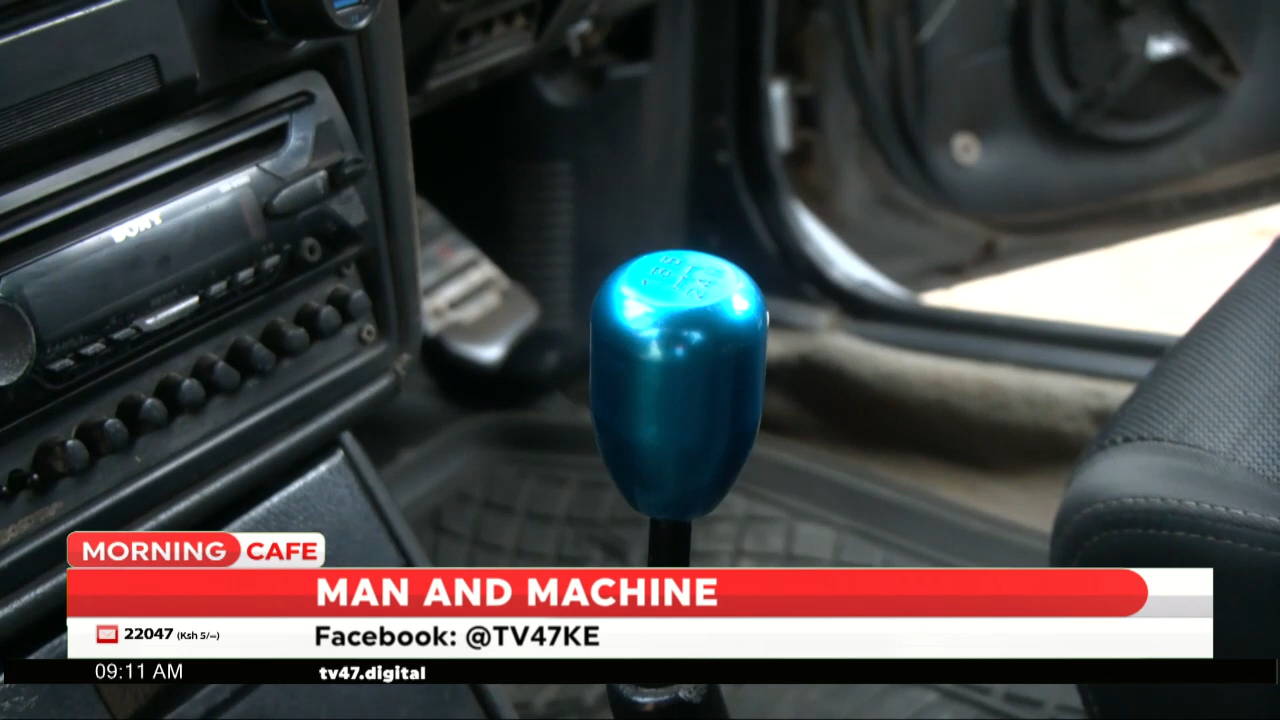 SONY
MORNING CAFE
MAN AND MACHINE
22047 (Ksh 5/=)
Facebook: @TV47KE
09:11 AM
tv47.digital